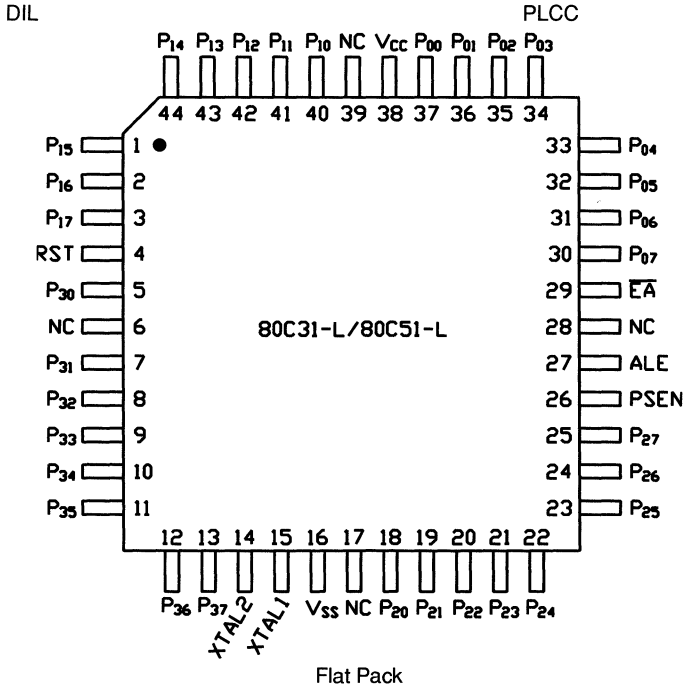 DIL PLCC
P14 P13 P12 P11 P10 NC VCC P00 P01 P02 P03
44 43 42 41 40 39 38 37 36 35 34
P15 1 33 P04
P16 2 32 P05
P17 3 31 P06
RST 4 30 P07
P30 5 29 E̅A̅
NC 6 80C31-L/80C51-L 28 NC
P31 7 27 ALE
P32 8 26 PSEN
P33 9 25 P27
P34 10 24 P26
P35 11 23 P25
12 13 14 15 16 17 18 19 20 21 22
P36 P37 XTAL2 XTAL1 VSS NC P20 P21 P22 P23 P24
Flat Pack